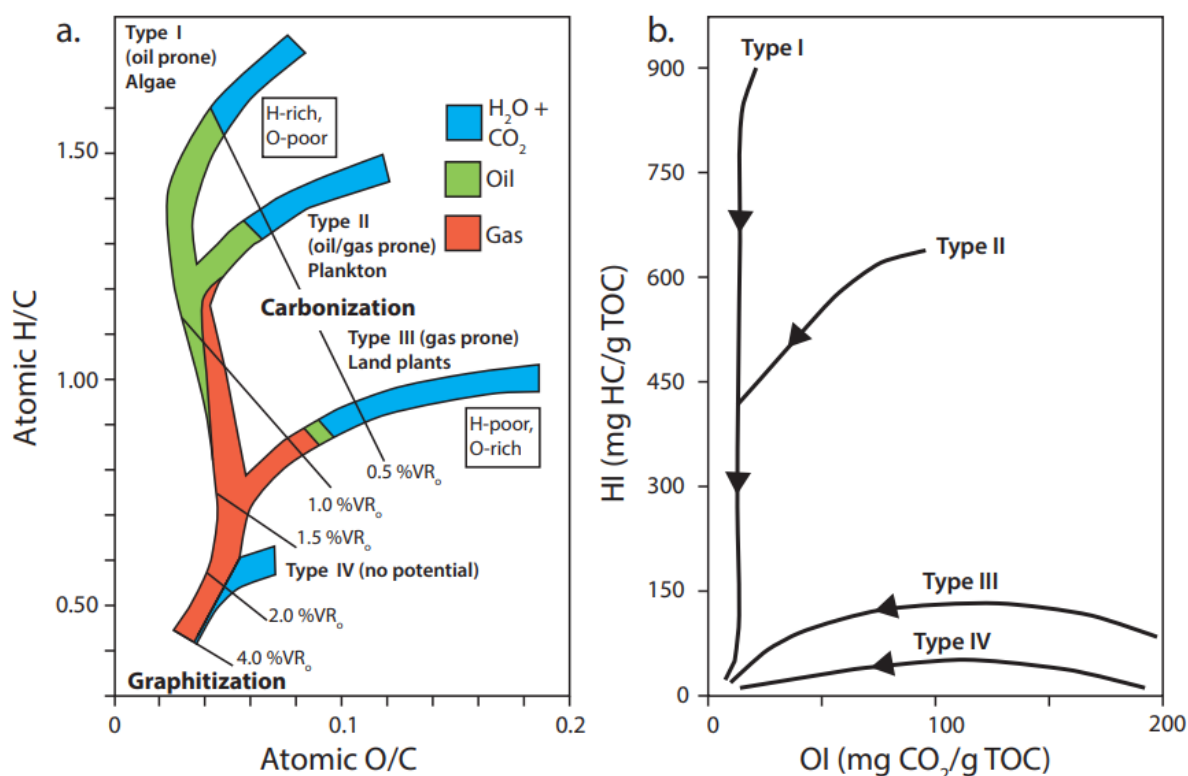 a.
Type I
(oil prone)
Algae
H-rich,
O-poor
H₂O +
CO₂
Oil
Gas
Type II
(oil/gas prone)
Plankton
Carbonization
Type III (gas prone)
Land plants
H-poor,
O-rich
0.5 %VRₒ
1.0 %VRₒ
1.5 %VRₒ
Type IV (no potential)
2.0 %VRₒ
4.0 %VRₒ
Graphitization
Atomic H/C
1.50
1.00
0.50
0
0.1
0.2
Atomic O/C
b.
Type I
Type II
Type III
Type IV
HI (mg HC/g TOC)
900
750
600
450
300
150
0
0
100
200
OI (mg CO₂/g TOC)